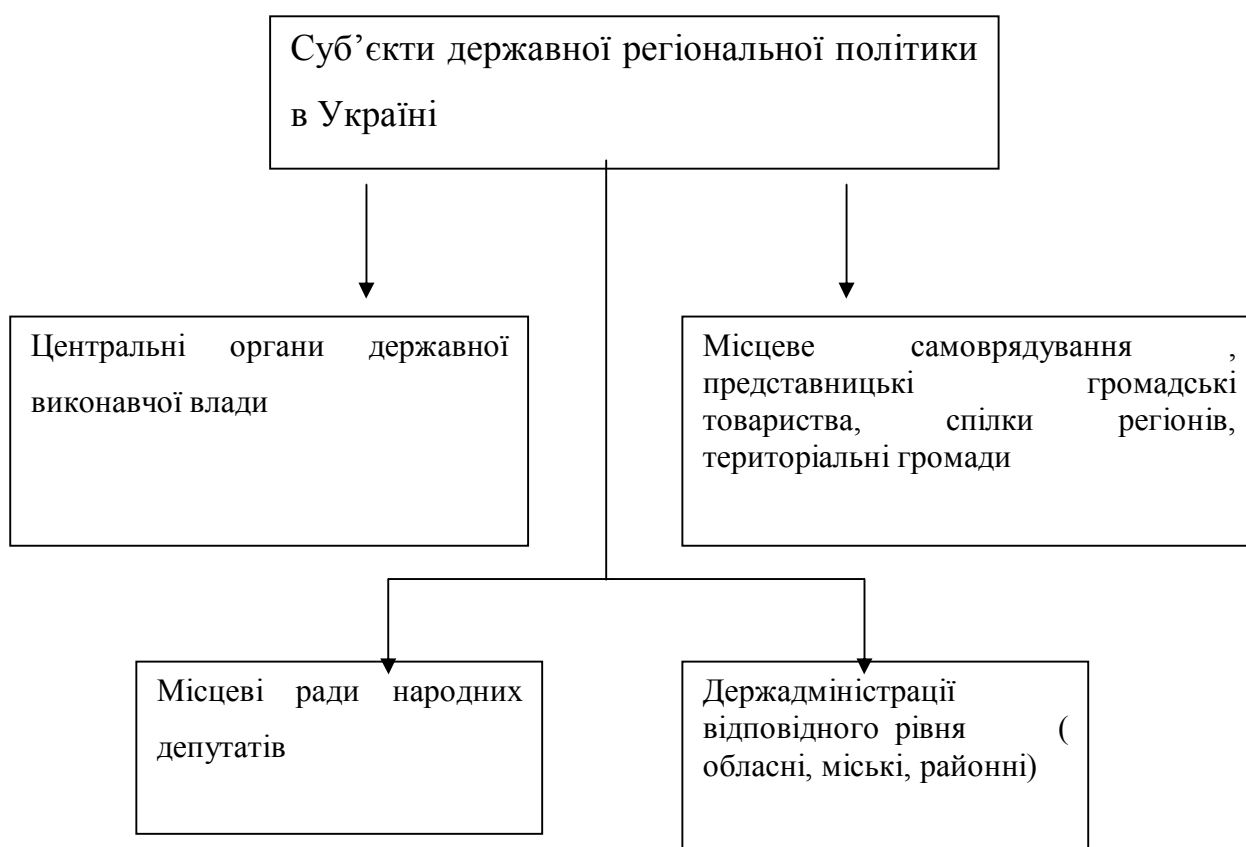 Суб’єкти державної регіональної політики
в Україні
Центральні органи державної
виконавчої влади
Місцеве самоврядування ,
представницькі громадські
товариства, спілки регіонів,
територіальні громади
Місцеві ради народних
депутатів
Держадміністрації
відповідного рівня (
обласні, міські, районні)